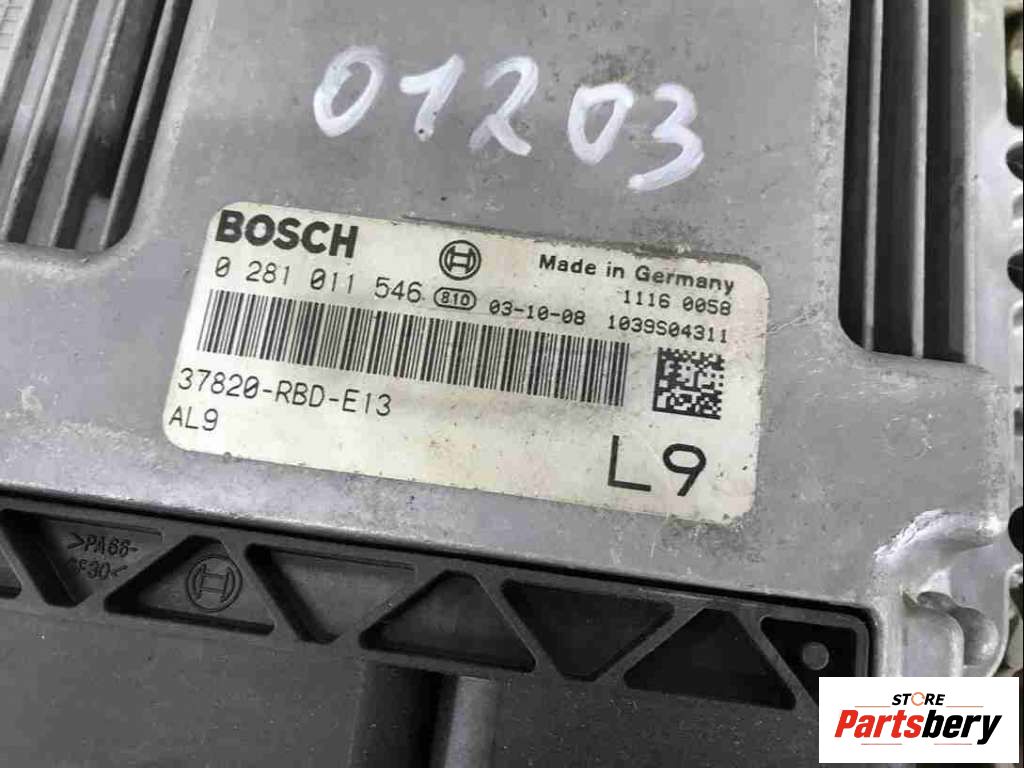 01203
BOSCH
Made in Germany
0 281 011 546 810 03-10-08 1116 0058
1039S04311
37820-RBD-E13
AL9
L9
>PA66-
GF30<
STORE
Partsbery